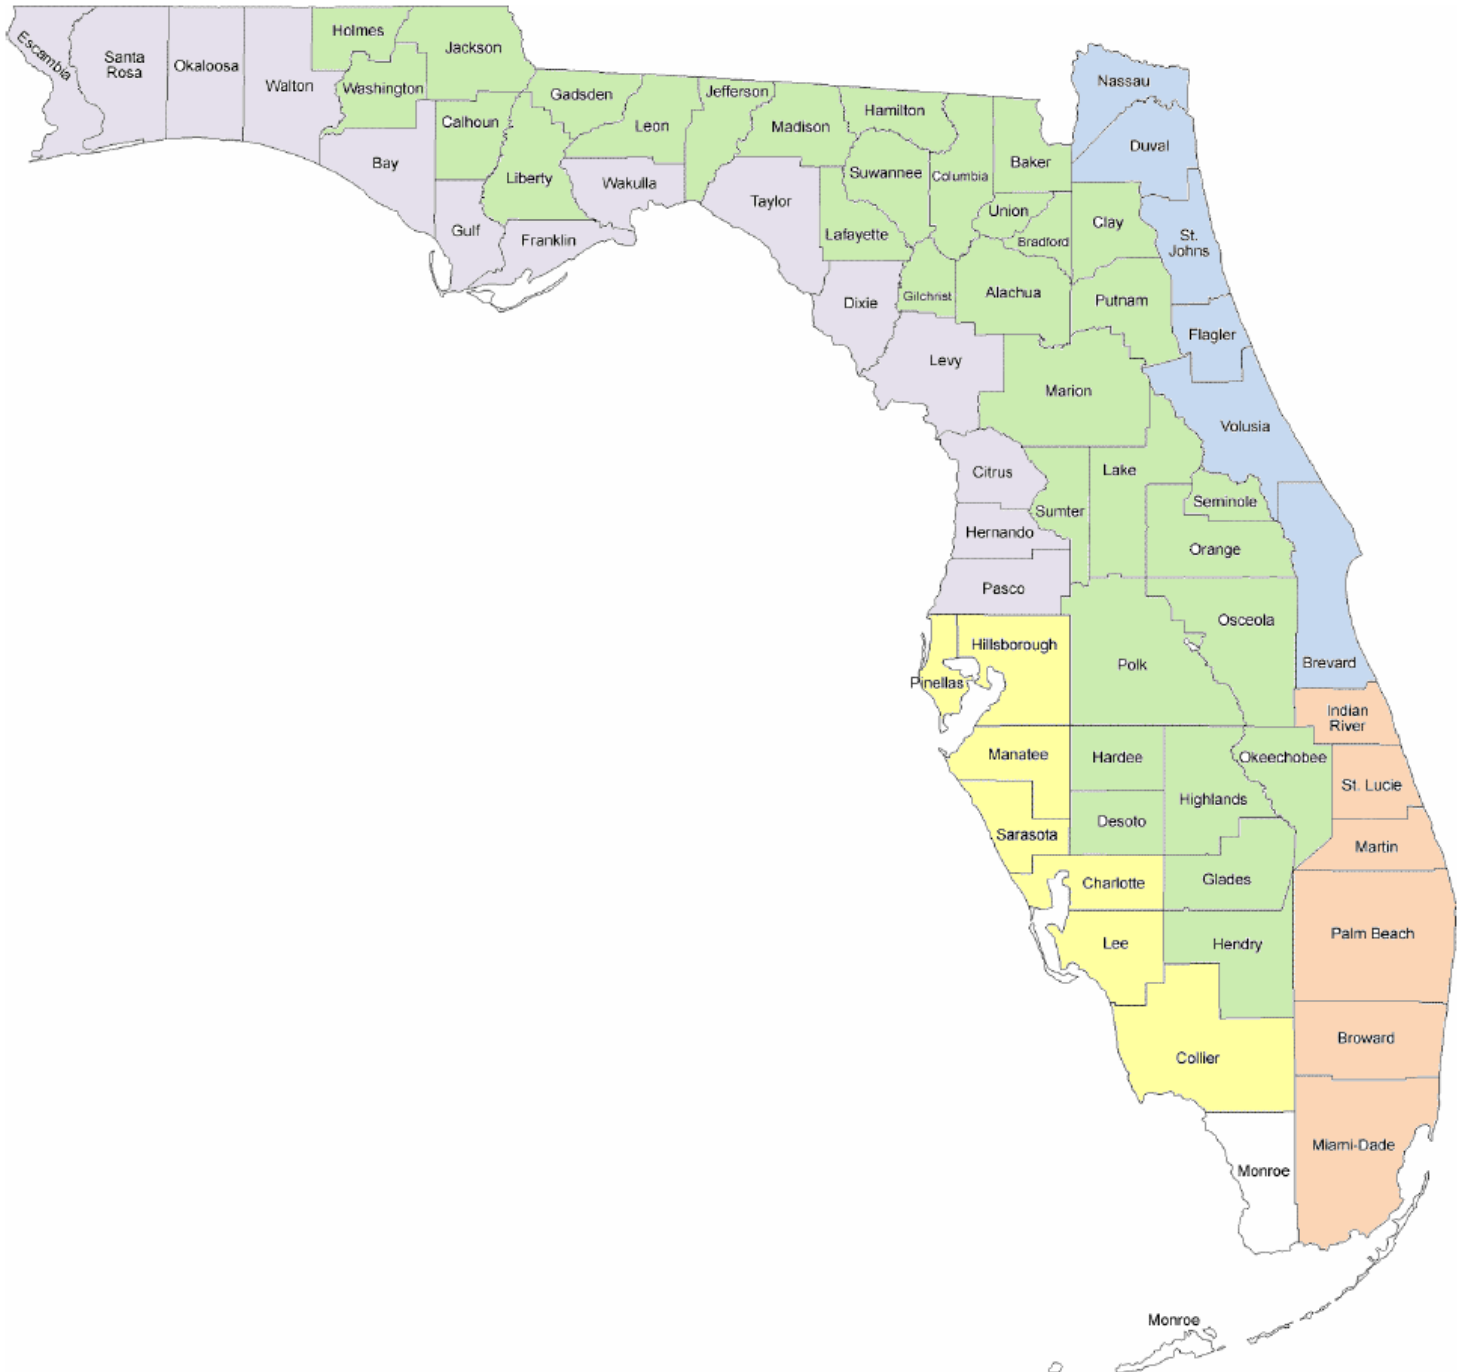 Escambia
Santa
Rosa
Okaloosa
Walton
Holmes
Jackson
Washington
Calhoun
Bay
Gulf
Gadsden
Leon
Liberty
Wakulla
Franklin
Jefferson
Madison
Hamilton
Taylor
Suwannee
Columbia
Lafayette
Dixie
Baker
Union
Bradford
Gilchrist
Alachua
Nassau
Duval
Clay
St.
Johns
Putnam
Flagler
Levy
Marion
Volusia
Citrus
Sumter
Lake
Seminole
Hernando
Orange
Pasco
Osceola
Hillsborough
Pinellas
Polk
Brevard
Indian
River
Manatee
Hardee
Okeechobee
Highlands
St. Lucie
Sarasota
Desoto
Martin
Charlotte
Glades
Lee
Hendry
Palm Beach
Collier
Broward
Miami-Dade
Monroe
Monroe